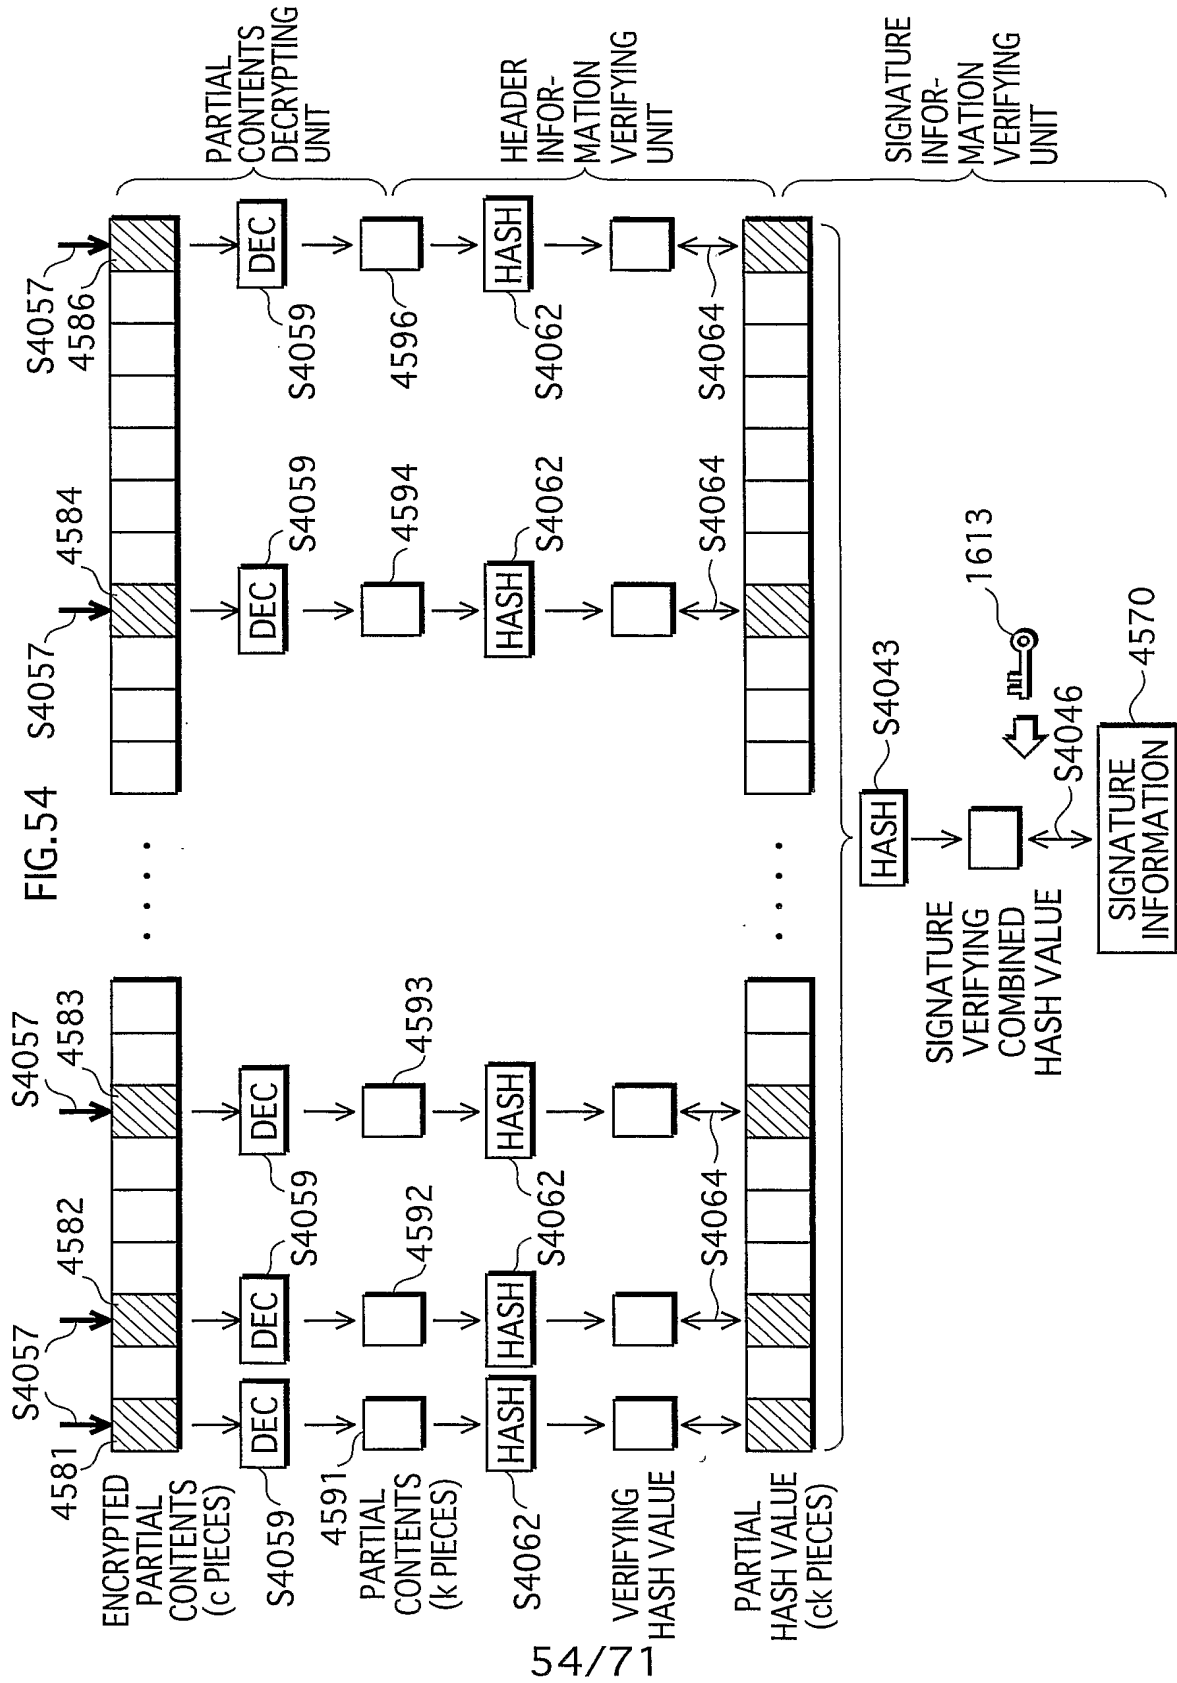 FIG.54
S4057
S4057
S4057
S4057
4581
4582
4583
4584
4586
ENCRYPTED
PARTIAL
CONTENTS
(c PIECES)
PARTIAL
CONTENTS
DECRYPTING
UNIT
DEC
DEC
DEC
DEC
DEC
S4059
S4059
S4059
S4059
S4059
4591
4592
4593
4594
4596
PARTIAL
CONTENTS
(k PIECES)
HEADER
INFOR-
MATION
VERIFYING
UNIT
HASH
HASH
HASH
HASH
HASH
S4062
S4062
S4062
S4062
S4062
VERIFYING
HASH VALUE
S4064
S4064
S4064
PARTIAL
HASH VALUE
(ck PIECES)
SIGNATURE
INFOR-
MATION
VERIFYING
UNIT
HASH
S4043
SIGNATURE
VERIFYING
COMBINED
HASH VALUE
1613
S4046
SIGNATURE
INFORMATION
4570
54/71